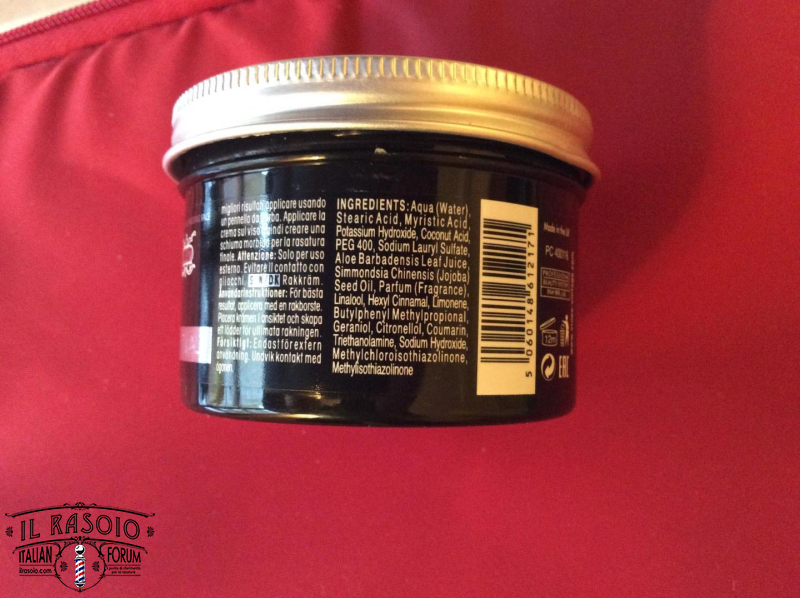 migliori risultati applicare usando
un pennello da barba. Applicare la
crema sul viso quindi creare una
schiuma morbida per la rasatura
finale. Attenzione: Solo per uso
esterno. Evitare il contatto con
gli occhi. S N DK Rakkräm.
Användarinstruktioner: För bästa
resultat, applicera med en rakborste.
Placera krämen i ansiktet och skapa
ett lödder för ultimata rakningen.
Försiktigt: Endast för extern
användning. Undvik kontakt med
ögonen.
INGREDIENTS: Aqua (Water),
Stearic Acid, Myristic Acid,
Potassium Hydroxide, Coconut Acid,
PEG 400, Sodium Lauryl Sulfate,
Aloe Barbadensis Leaf Juice,
Simmondsia Chinensis (Jojoba)
Seed Oil, Parfum (Fragrance),
Linalool, Hexyl Cinnamal, Limonene,
Butylphenyl Methylpropional,
Geraniol, Citronellol, Coumarin,
Triethanolamine, Sodium Hydroxide,
Methylchloroisothiazolinone,
Methylisothiazolinone
5 060148 612171
Made in the UK
12m
EAC
IL RASOIO
ITALIAN FORUM
ilrasoio.com